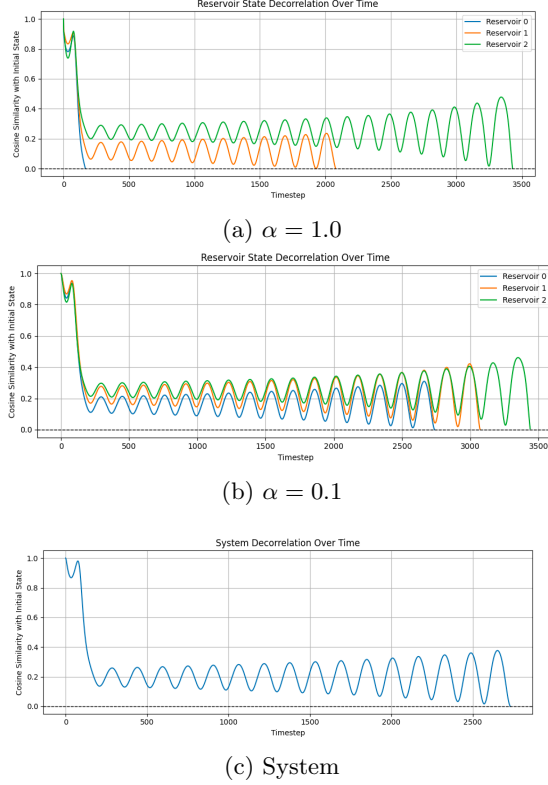 Reservoir State Decorrelation Over Time
Cosine Similarity with Initial State
1.0
0.8
0.6
0.4
0.2
0.0
Reservoir 0
Reservoir 1
Reservoir 2
0 500 1000 1500 2000 2500 3000 3500
Timestep
(a) α = 1.0
Reservoir State Decorrelation Over Time
Cosine Similarity with Initial State
1.0
0.8
0.6
0.4
0.2
0.0
Reservoir 0
Reservoir 1
Reservoir 2
0 500 1000 1500 2000 2500 3000 3500
Timestep
(b) α = 0.1
System Decorrelation Over Time
Cosine Similarity with Initial State
1.0
0.8
0.6
0.4
0.2
0.0
0 500 1000 1500 2000 2500
Timestep
(c) System